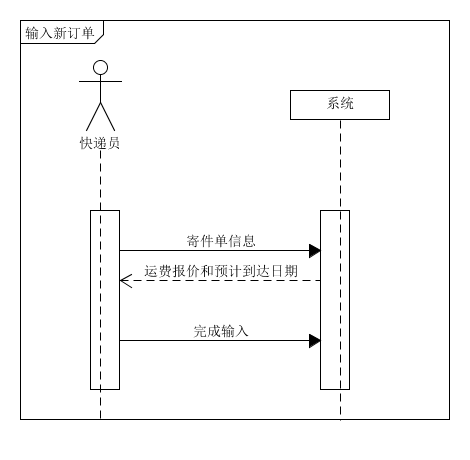 输入新订单
系统
快递员
寄件单信息
运费报价和预计到达日期
完成输入